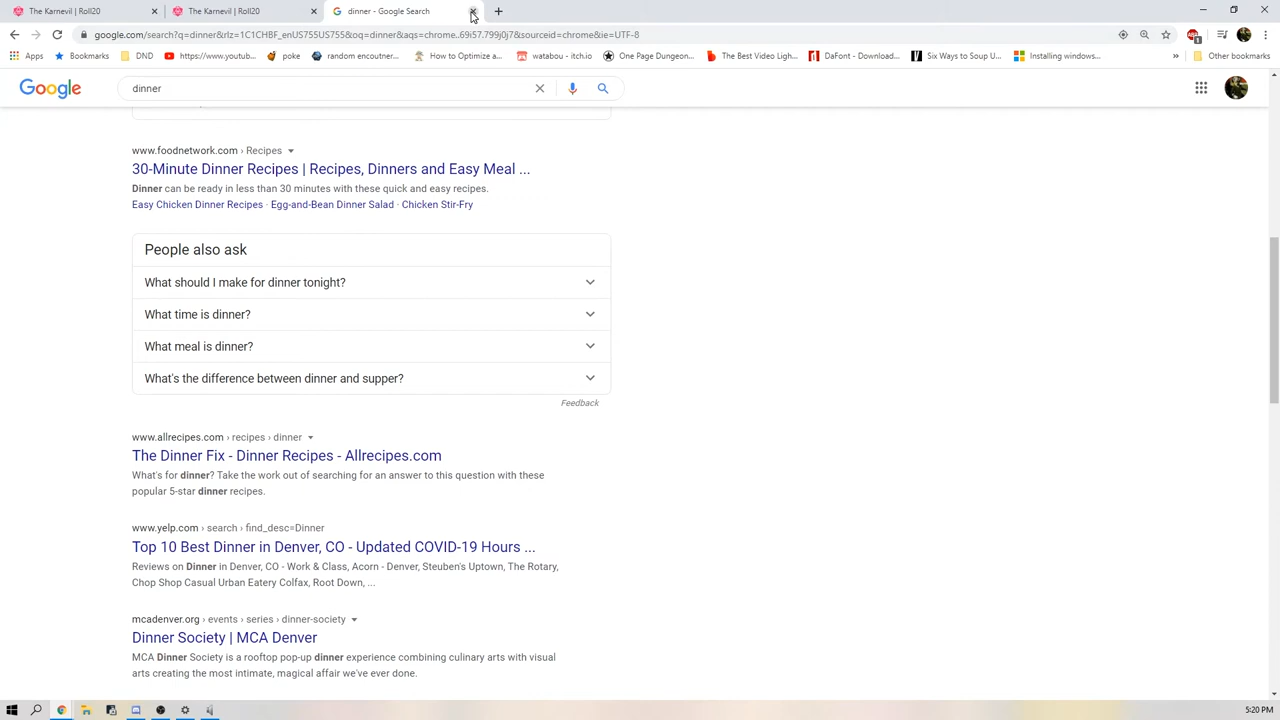 The Karnevil | Roll20
The Karnevil | Roll20
dinner - Google Search
google.com/search?q=dinner&rlz=1C1CHBF_enUS755US755&oq=dinner&aqs=chrome..69i57.799j0j7&sourceid=chrome&ie=UTF-8
Apps Bookmarks DND https://www.youtub... poke random encoutner... How to Optimize a... watabou - itch.io One Page Dungeon... The Best Video Ligh... DaFont - Download... Six Ways to Soup U... Installing windows... » Other bookmarks
Google dinner
www.foodnetwork.com › Recipes
30-Minute Dinner Recipes | Recipes, Dinners and Easy Meal ...
Dinner can be ready in less than 30 minutes with these quick and easy recipes.
Easy Chicken Dinner Recipes · Egg-and-Bean Dinner Salad · Chicken Stir-Fry
People also ask
What should I make for dinner tonight?
What time is dinner?
What meal is dinner?
What's the difference between dinner and supper?
Feedback
www.allrecipes.com › recipes › dinner
The Dinner Fix - Dinner Recipes - Allrecipes.com
What's for dinner? Take the work out of searching for an answer to this question with these
popular 5-star dinner recipes.
www.yelp.com › search › find_desc=Dinner
Top 10 Best Dinner in Denver, CO - Updated COVID-19 Hours ...
Reviews on Dinner in Denver, CO - Work & Class, Acorn - Denver, Steuben's Uptown, The Rotary,
Chop Shop Casual Urban Eatery Colfax, Root Down, ...
mcadenver.org › events › series › dinner-society
Dinner Society | MCA Denver
MCA Dinner Society is a rooftop pop-up dinner experience combining culinary arts with visual
arts creating the most intimate, magical affair we've ever done.
5:20 PM